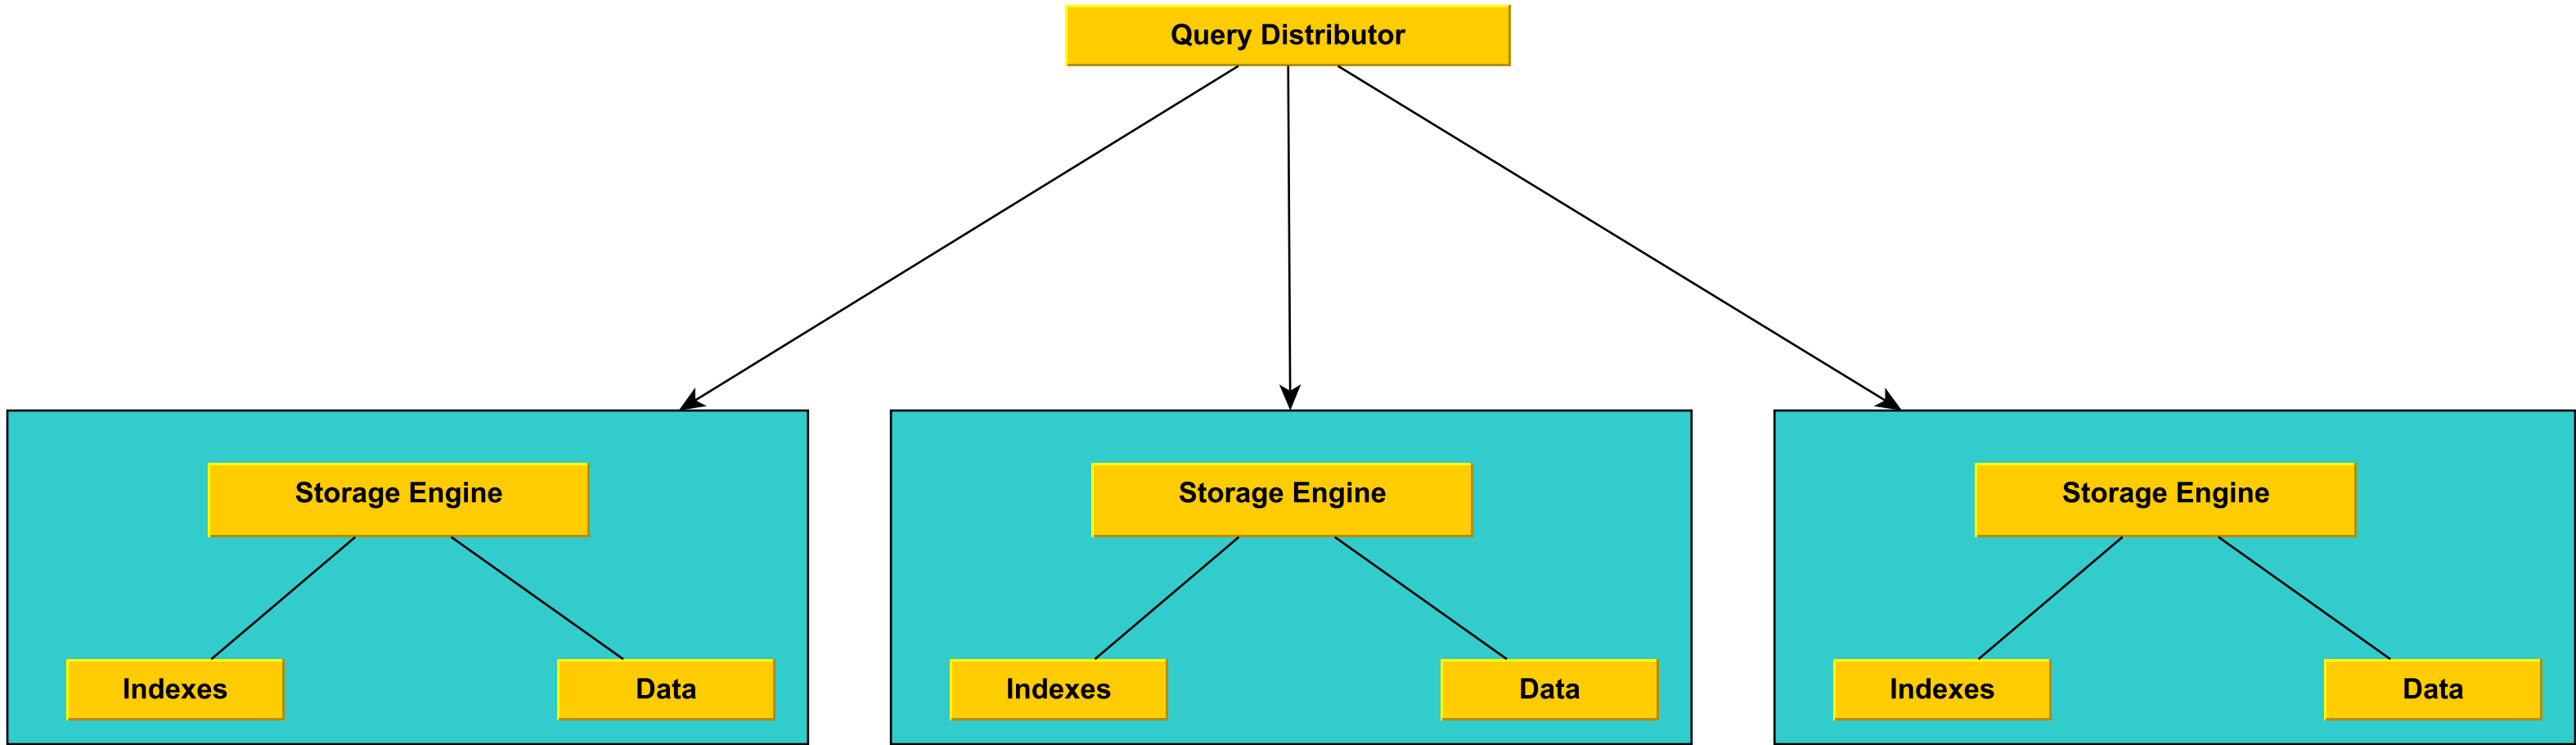 Query Distributor
Storage Engine
Storage Engine
Storage Engine
Indexes
Data
Indexes
Data
Indexes
Data